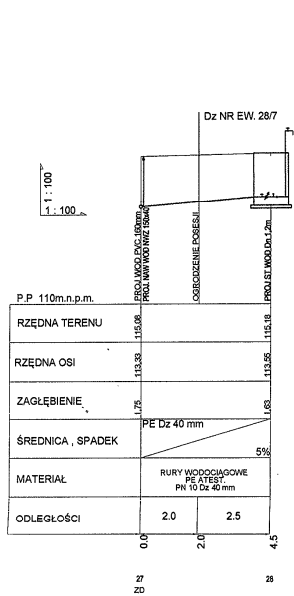 Dz NR EW. 28/7
1 : 100
1 : 100
PROJ. WOD PVC 160mm
PROJ. NAW WOD NWZ 150x40
OGRODZENIE POSESJI
PROJ ST WOD Dn 1,2m
P.P 110m.n.p.m.
RZĘDNA TERENU 115,08 115,18
RZĘDNA OSI 113,33 113,55
ZAGŁĘBIENIE 1,75 1,63
ŚREDNICA , SPADEK PE Dz 40 mm 5%
MATERIAŁ
RURY WODOCIĄGOWE
PE ATEST.
PN 10 Dz 40 mm
ODLEGŁOŚCI 2.0 2.5
0.0 2.0 4.5
27 28
ZD